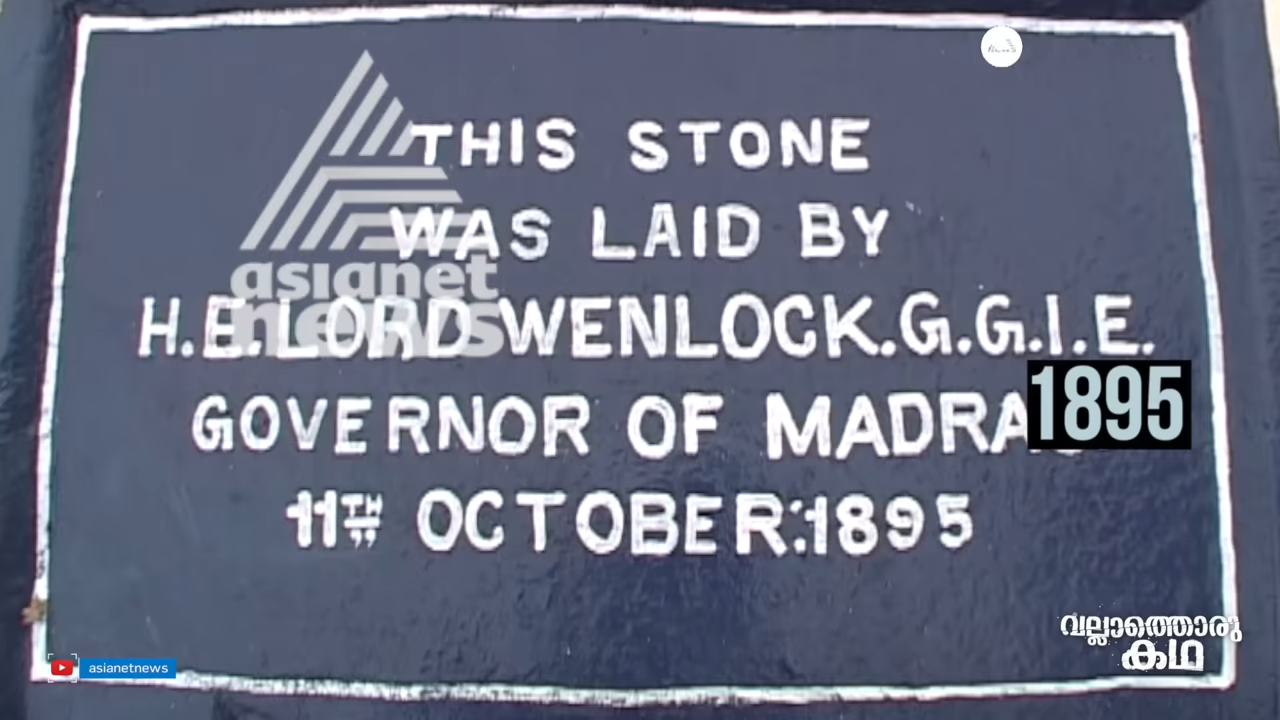 THIS STONE
WAS LAID BY
H.E.LORD WENLOCK.G.G.I.E.
GOVERNOR OF MADRAS
1895
11TH OCTOBER:1895
asianet
news
asianetnews
വല്ലാത്തൊരു
കഥ